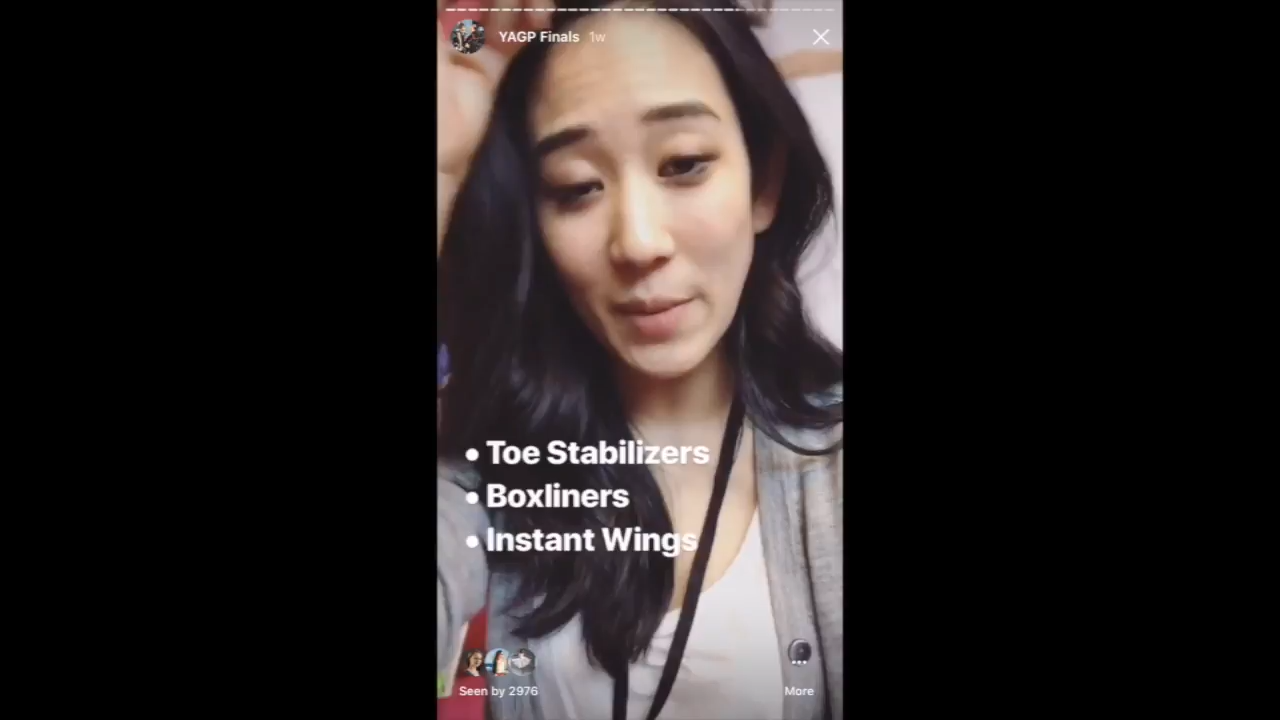 YAGP Finals 1w
• Toe Stabilizers
• Boxliners
• Instant Wings
Seen by 2976
More